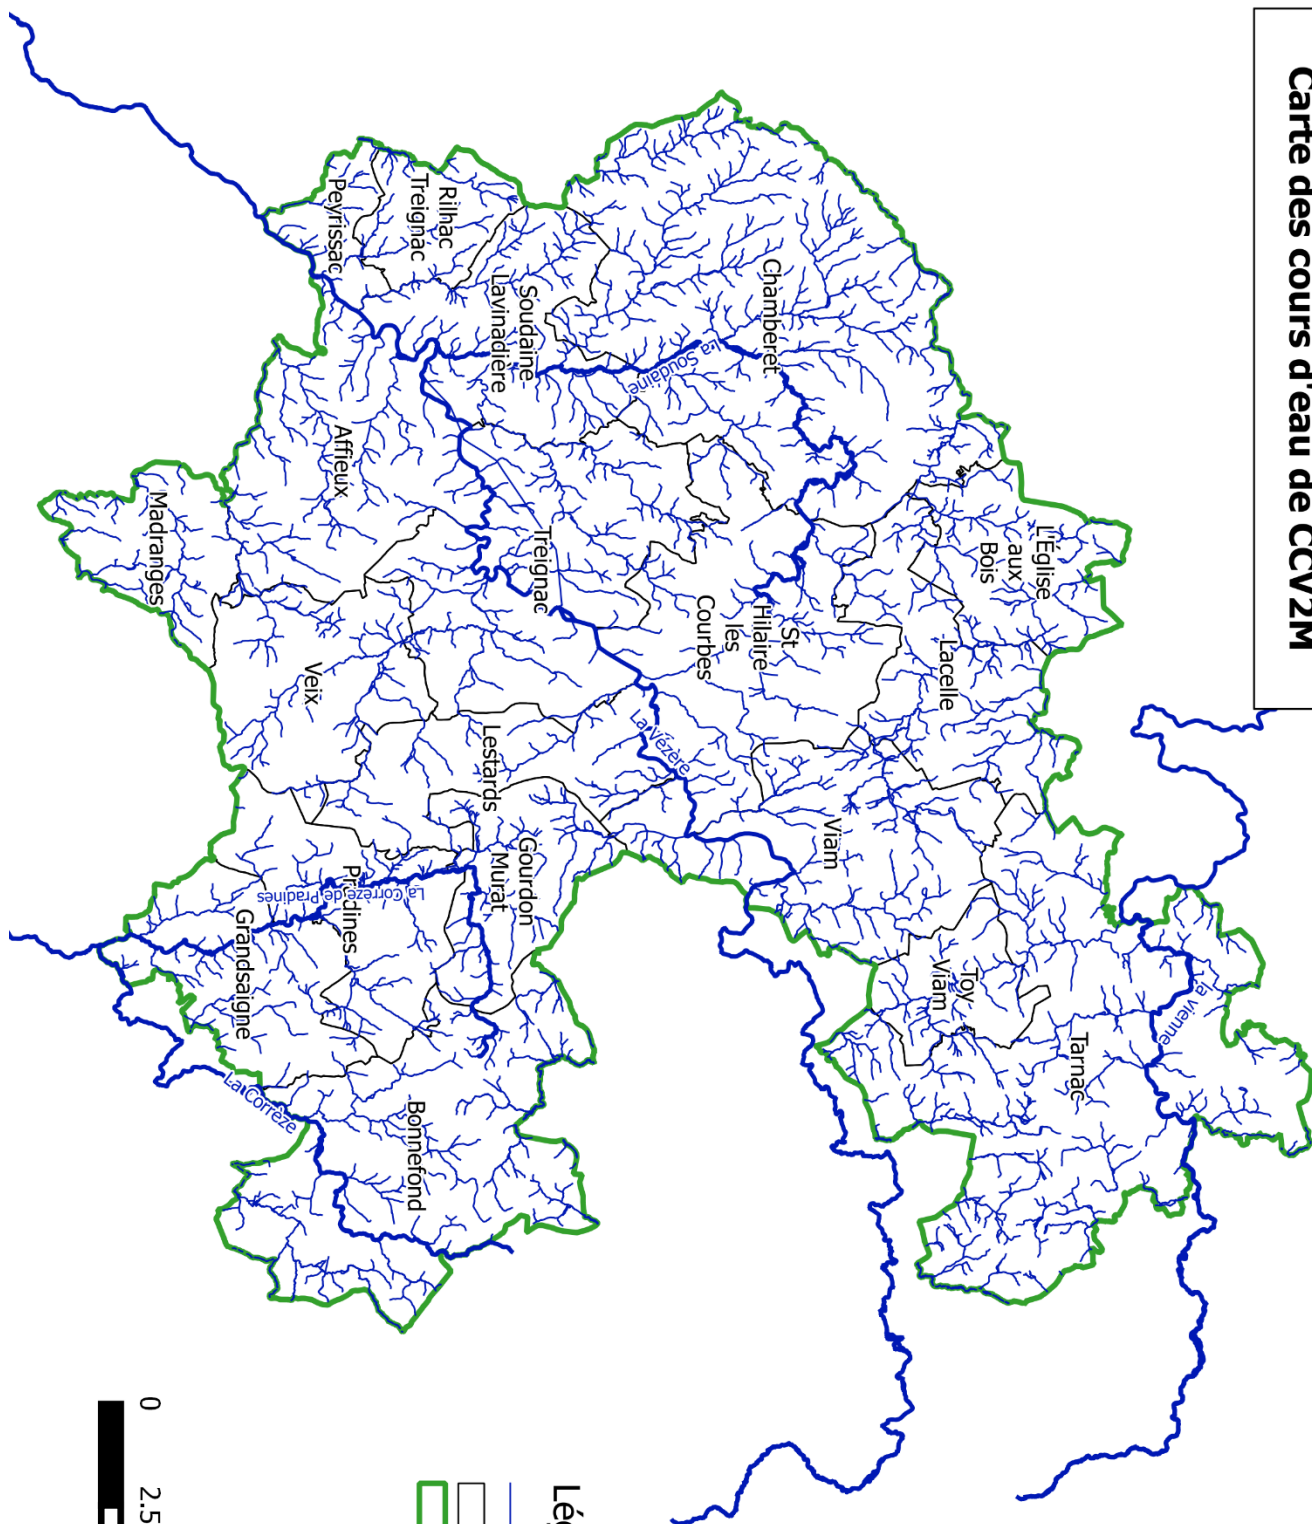 Carte des cours d'eau de CCV2M
L'Église
aux
Bois
Lacelle
Tarnac
La vienne
Toy-
Viam
Viam
Chamberet
La Soudaine
St
Hilaire
les
Courbes
La Vézère
Soudaine-
Lavinadière
Treignac
Lestards
Gourdon
Murat
Rilhac
Treignac
Peyrissac
Affieux
Veix
Pradines
La Corrèze de Pradines
Bonnefond
Grandsaigne
La Corrèze
Madranges
Lég
0
2.5